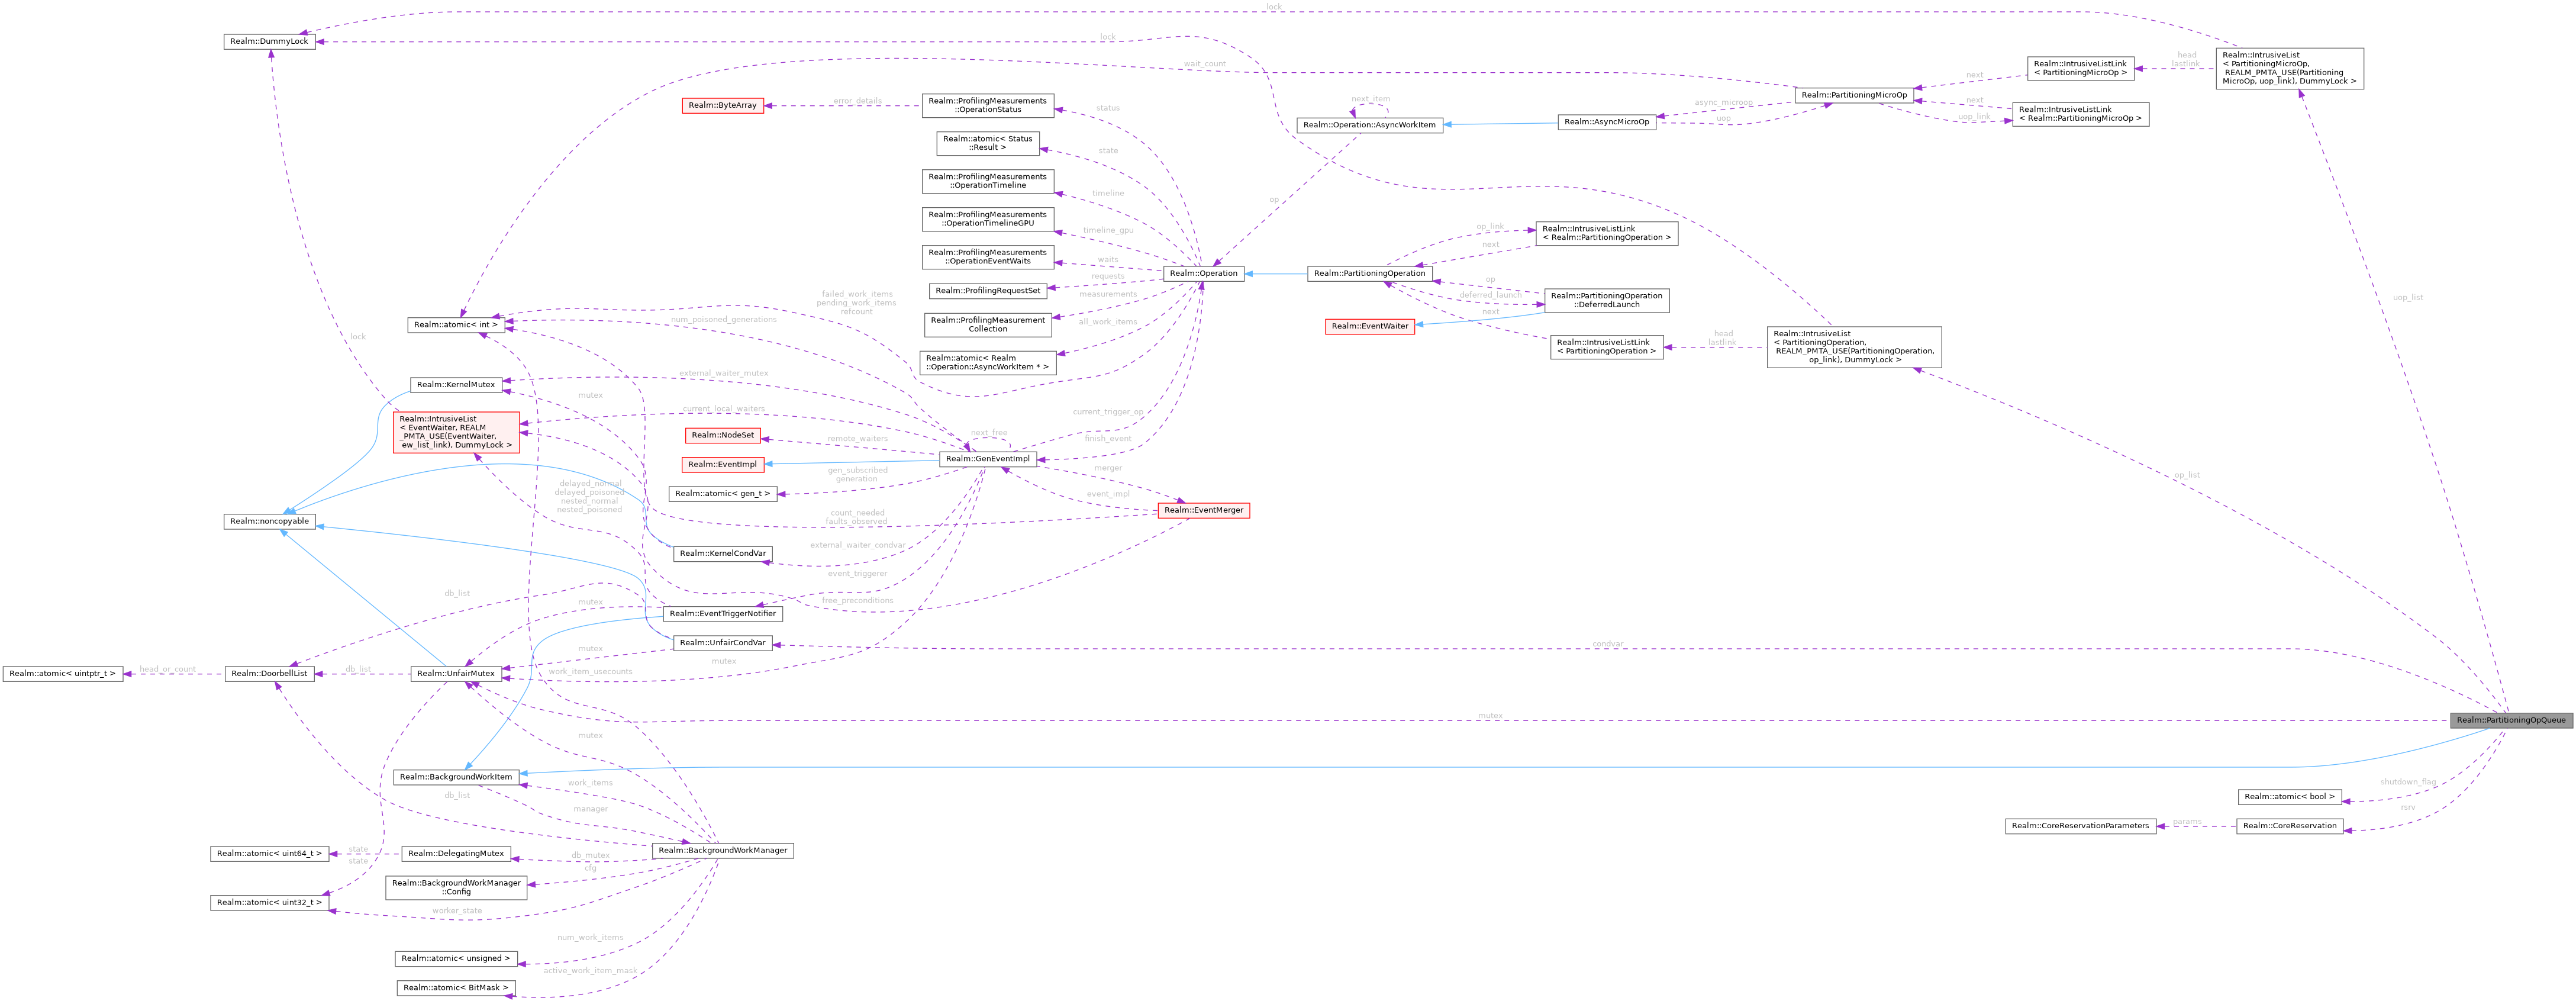 lock
Realm::DummyLock
lock
Realm::IntrusiveList
< PartitioningMicroOp,
REALM_PMTA_USE(Partitioning
MicroOp, uop_link), DummyLock >
head
lastlink
Realm::IntrusiveListLink
< PartitioningMicroOp >
wait_count
next
Realm::PartitioningMicroOp
Realm::ByteArray
error_details
Realm::ProfilingMeasurements
::OperationStatus
status
next_item
async_microop
next
Realm::IntrusiveListLink
< Realm::PartitioningMicroOp >
uop_link
Realm::Operation::AsyncWorkItem
Realm::AsyncMicroOp
uop
Realm::atomic< Status
::Result >
state
Realm::ProfilingMeasurements
::OperationTimeline
timeline
op
Realm::ProfilingMeasurements
::OperationTimelineGPU
timeline_gpu
op_link
Realm::IntrusiveListLink
< Realm::PartitioningOperation >
next
Realm::ProfilingMeasurements
::OperationEventWaits
waits
Realm::Operation
Realm::PartitioningOperation
requests
op
Realm::ProfilingRequestSet
measurements
deferred_launch
Realm::PartitioningOperation
::DeferredLaunch
uop_list
failed_work_items
pending_work_items
refcount
num_poisoned_generations
Realm::atomic< int >
Realm::ProfilingMeasurement
Collection
all_work_items
next
Realm::EventWaiter
lock
Realm::IntrusiveListLink
< PartitioningOperation >
head
lastlink
Realm::IntrusiveList
< PartitioningOperation,
REALM_PMTA_USE(PartitioningOperation,
op_link), DummyLock >
Realm::atomic< Realm
::Operation::AsyncWorkItem * >
external_waiter_mutex
Realm::KernelMutex
mutex
Realm::IntrusiveList
< EventWaiter, REALM
_PMTA_USE(EventWaiter,
ew_list_link), DummyLock >
current_local_waiters
current_trigger_op
Realm::NodeSet
remote_waiters
next_free
finish_event
Realm::EventImpl
Realm::GenEventImpl
gen_subscribed
generation
merger
op_list
delayed_normal
delayed_poisoned
nested_normal
nested_poisoned
Realm::atomic< gen_t >
event_impl
Realm::EventMerger
count_needed
faults_observed
Realm::noncopyable
external_waiter_condvar
Realm::KernelCondVar
event_triggerer
db_list
mutex
free_preconditions
Realm::EventTriggerNotifier
Realm::UnfairCondVar
condvar
mutex
mutex
Realm::atomic< uintptr_t >
head_or_count
Realm::DoorbellList
db_list
Realm::UnfairMutex
work_item_usecounts
mutex
Realm::PartitioningOpQueue
mutex
Realm::BackgroundWorkItem
work_items
shutdown_flag
db_list
manager
Realm::atomic< bool >
rsrv
Realm::CoreReservationParameters
params
Realm::CoreReservation
Realm::atomic< uint64_t >
state
Realm::DelegatingMutex
db_mutex
Realm::BackgroundWorkManager
state
cfg
Realm::BackgroundWorkManager
::Config
Realm::atomic< uint32_t >
worker_state
num_work_items
Realm::atomic< unsigned >
active_work_item_mask
Realm::atomic< BitMask >